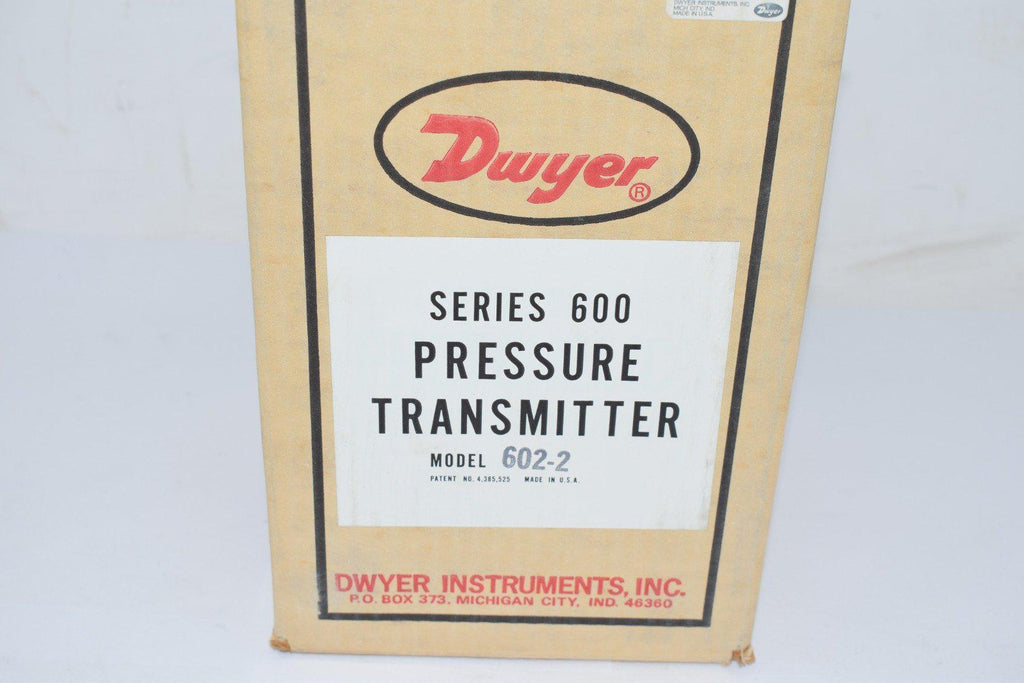 DWYER INSTRUMENTS, INC.
MICH CITY, IND.
MADE IN U.S.A.
Dwyer
Dwyer®
SERIES 600
PRESSURE
TRANSMITTER
MODEL 602-2
PATENT NO. 4,385,525 MADE IN U.S.A.
DWYER INSTRUMENTS, INC.
P.O. BOX 373. MICHIGAN CITY, IND. 46360